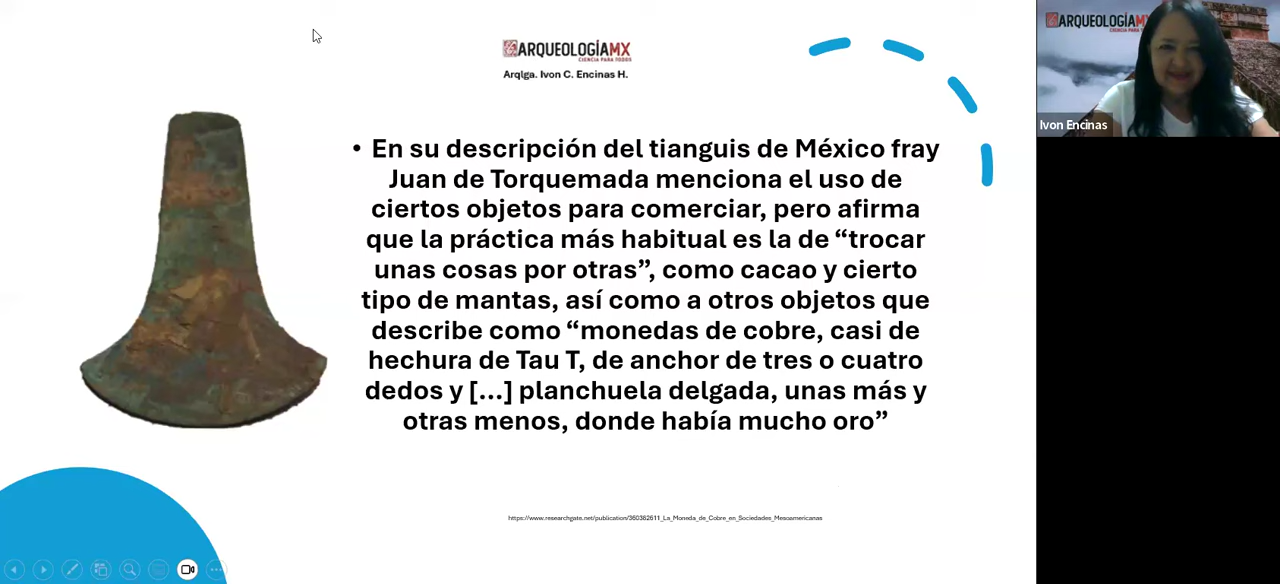 ARQUEOLOGÍAMX
CIENCIA PARA TODOS
Arqlga. Ivon C. Encinas H.
• En su descripción del tianguis de México fray
Juan de Torquemada menciona el uso de
ciertos objetos para comerciar, pero afirma
que la práctica más habitual es la de “trocar
unas cosas por otras”, como cacao y cierto
tipo de mantas, así como a otros objetos que
describe como “monedas de cobre, casi de
hechura de Tau T, de anchor de tres o cuatro
dedos y [...] planchuela delgada, unas más y
otras menos, donde había mucho oro”
https://www.researchgate.net/publication/360382611_La_Moneda_de_Cobre_en_Sociedades_Mesoamericanas
ARQUEOLOGÍAM
CIENCIA PARA T
Ivon Encinas